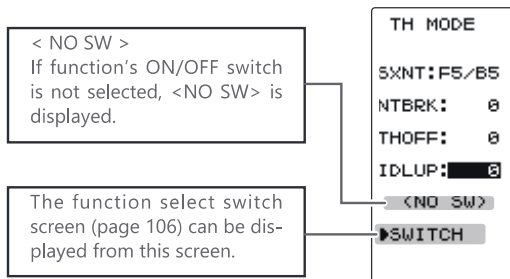 < NO SW >
If function's ON/OFF switch
is not selected, <NO SW> is
displayed.
The function select switch
screen (page 106) can be dis-
played from this screen.
TH MODE
SXNT:F5/B5
NTBRK: 0
THOFF: 0
IDLUP: 0
<NO SW>
▶SWITCH